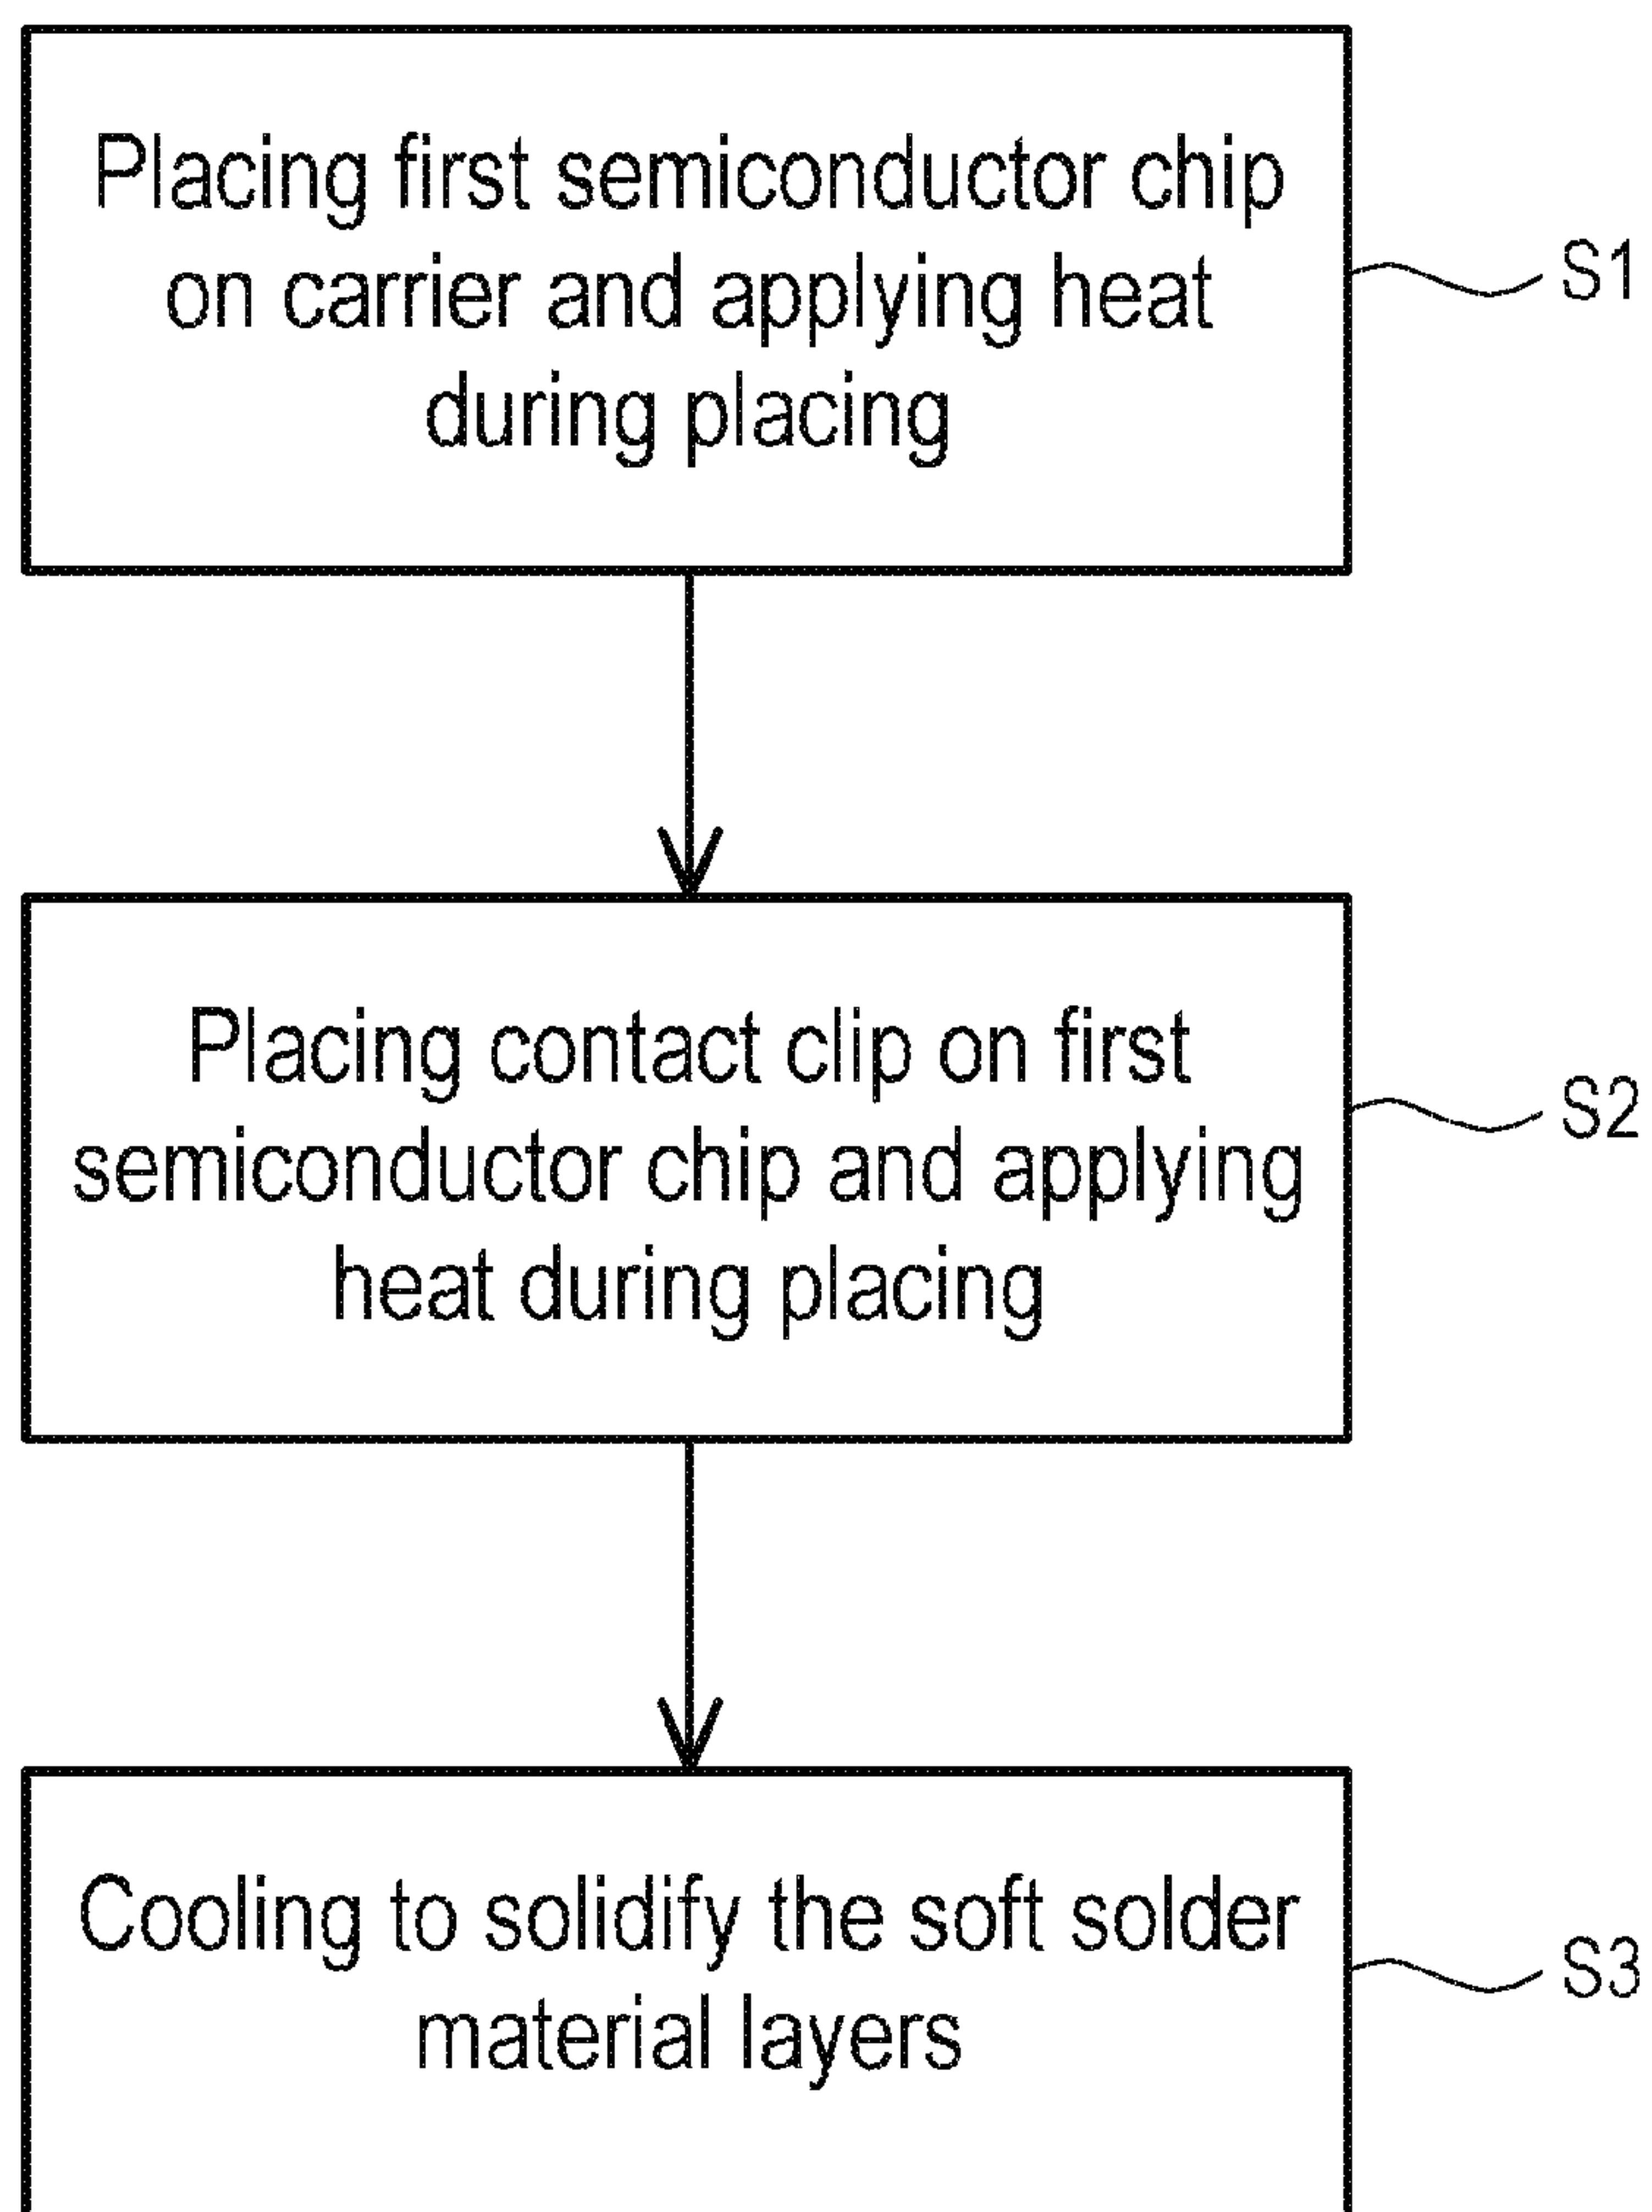 Placing first semiconductor chip
on carrier and applying heat
during placing
S1
Placing contact clip on first
semiconductor chip and applying
heat during placing
S2
Cooling to solidify the soft solder
material layers
S3